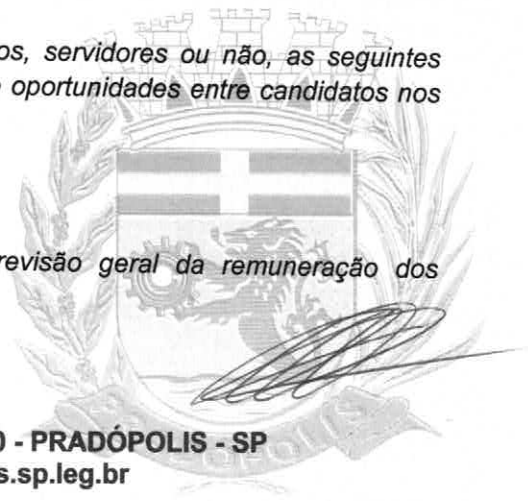 os, servidores ou não, as seguintes
oportunidades entre candidatos nos
revisão geral da remuneração dos
- PRADÓPOLIS - SP
s.sp.leg.br